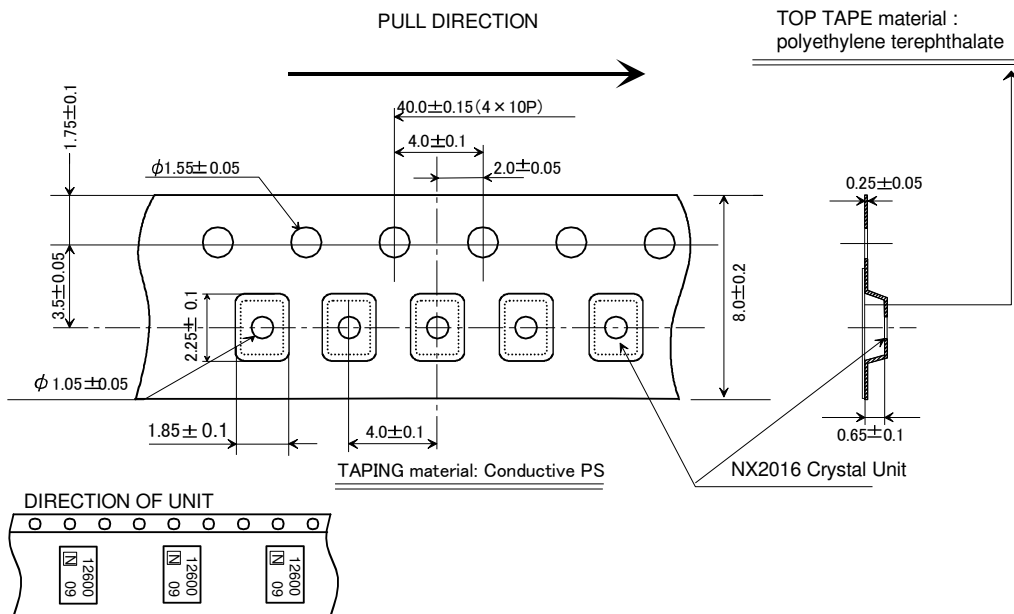 PULL DIRECTION
TOP TAPE material :
polyethylene terephthalate
1.75±0.1
40.0±0.15(4×10P)
4.0±0.1
2.0±0.05
φ1.55±0.05
0.25±0.05
3.5±0.05
2.25± 0.1
8.0±0.2
φ1.05±0.05
1.85±0.1
4.0±0.1
0.65±0.1
TAPING material: Conductive PS
NX2016 Crystal Unit
DIRECTION OF UNIT
12600
N 09
12600
N 09
12600
N 09